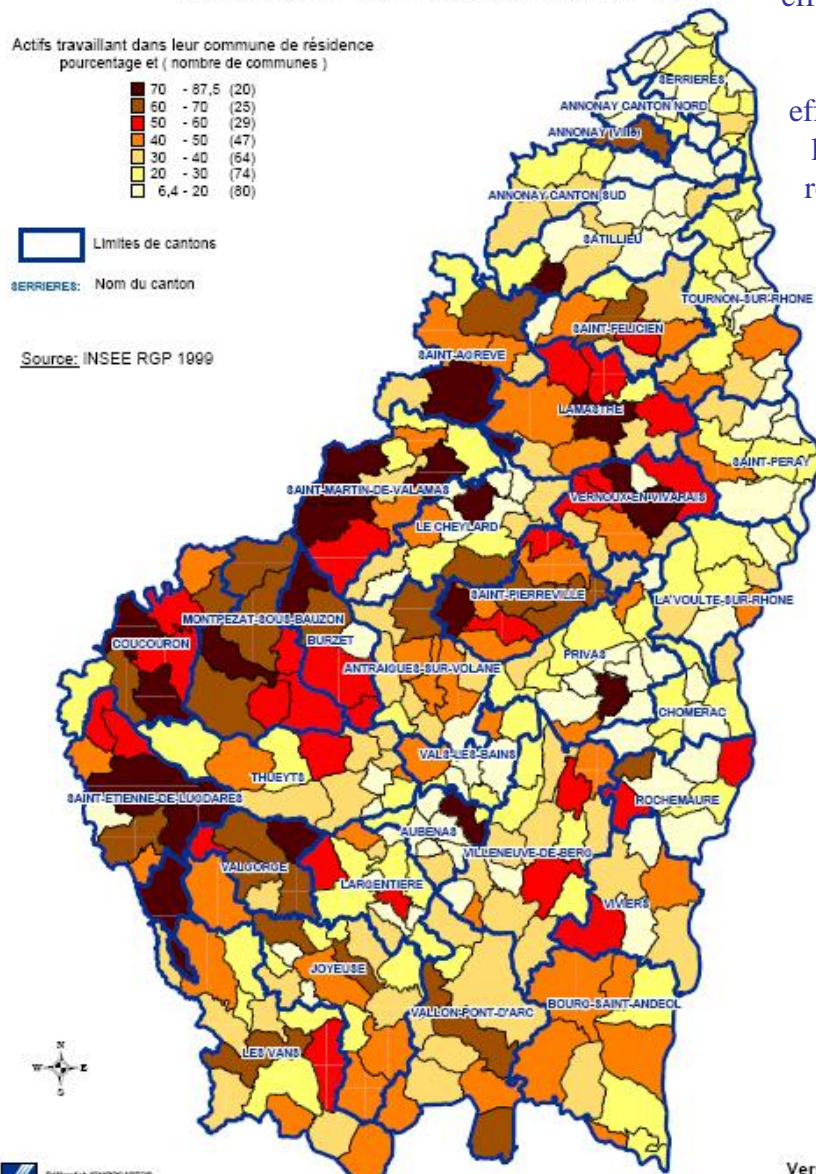 Actifs travaillant dans leur commune de résidence
pourcentage et ( nombre de communes )
70 - 87,5 (20)
60 - 70 (25)
50 - 60 (29)
40 - 50 (47)
30 - 40 (64)
20 - 30 (74)
6,4 - 20 (80)
Limites de cantons
SERRIERES: Nom du canton
Source: INSEE RGP 1999
SERRIERES
ANNONAY CANTON NORD
ANNONAY (Ville)
ANNONAY CANTON SUD
SATILLIEU
TOURNON-SUR-RHONE
SAINT-FELICIEN
SAINT-AGREVE
LAMASTRE
SAINT-PERAY
SAINT-MARTIN-DE-VALAMAS
VERNOUX-EN-VIVARAIS
LE CHEYLARD
SAINT-PIERREVILLE
LA VOULTE-SUR-RHONE
MONTPEZAT-SOUS-BAUZON
COUCOURON
BURZET
ANTRAIGUES-SUR-VOLANE
PRIVAS
CHOMERAC
VALS-LES-BAINS
THUEYTS
SAINT-ETIENNE-DE-LUGDARES
ROCHEMAURE
AUBENAS
VILLENEUVE-DE-BERG
VALGORGE
LARGENTIERE
VIVIERS
JOYEUSE
VALLON-PONT-D'ARC
BOURG-SAINT-ANDEOL
LES VANS
N
W E
S